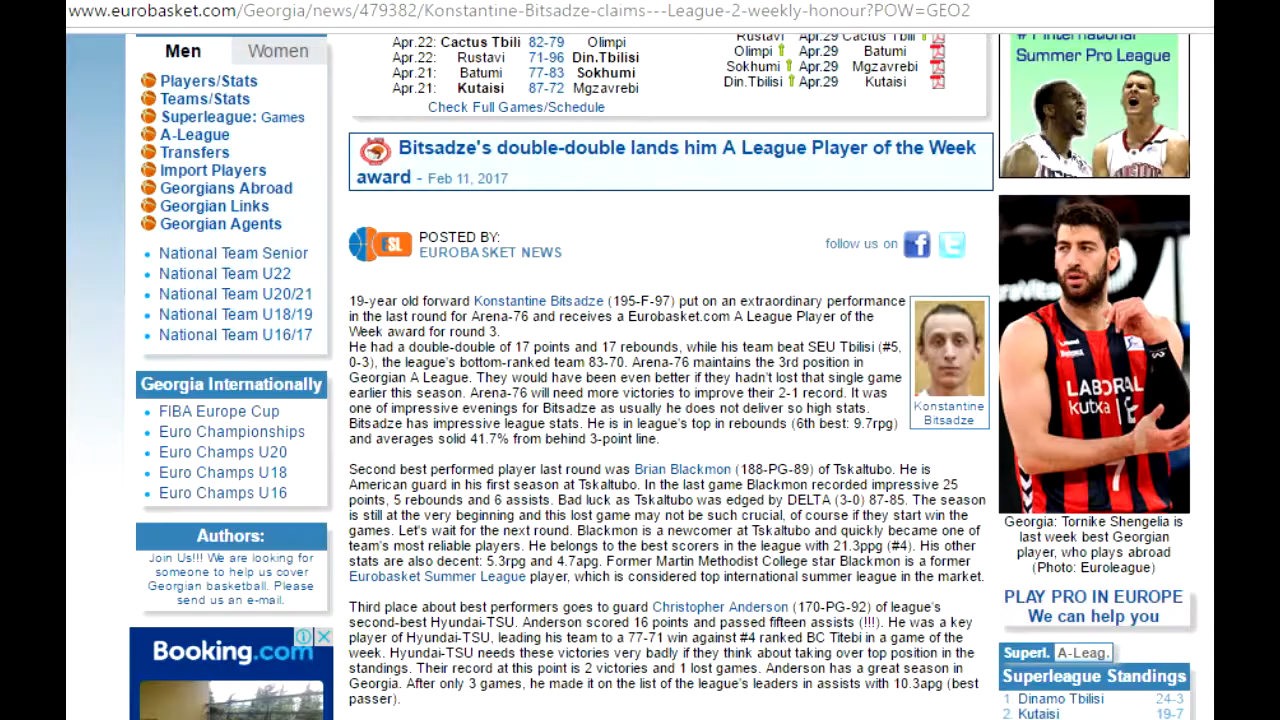 www.eurobasket.com/Georgia/news/479382/Konstantine-Bitsadze-claims---League-2-weekly-honour?POW=GEO2
Men Women
Players/Stats
Teams/Stats
Superleague: Games
A-League
Transfers
Import Players
Georgians Abroad
Georgian Links
Georgian Agents
National Team Senior
National Team U22
National Team U20/21
National Team U18/19
National Team U16/17
Georgia Internationally
FIBA Europe Cup
Euro Championships
Euro Champs U20
Euro Champs U18
Euro Champs U16
Authors:
Join Us!!! We are looking for
someone to help us cover
Georgian basketball. Please
send us an e-mail.
Booking.com
Apr.22: Cactus Tbili 82-79 Olimpi
Apr.22: Rustavi 71-96 Din.Tbilisi
Apr.21: Batumi 77-83 Sokhumi
Apr.21: Kutaisi 87-72 Mgzavrebi
Check Full Games/Schedule
Rustavi Apr.29 Cactus Tbili
Olimpi Apr.29 Batumi
Sokhumi Apr.29 Mgzavrebi
Din.Tbilisi Apr.29 Kutaisi
Bitsadze's double-double lands him A League Player of the Week
award - Feb 11, 2017
ESL
POSTED BY:
EUROBASKET NEWS
follow us on
19-year old forward Konstantine Bitsadze (195-F-97) put on an extraordinary performance
in the last round for Arena-76 and receives a Eurobasket.com A League Player of the
Week award for round 3.
He had a double-double of 17 points and 17 rebounds, while his team beat SEU Tbilisi (#5,
0-3), the league's bottom-ranked team 83-70. Arena-76 maintains the 3rd position in
Georgian A League. They would have been even better if they hadn't lost that single game
earlier this season. Arena-76 will need more victories to improve their 2-1 record. It was
one of impressive evenings for Bitsadze as usually he does not deliver so high stats.
Bitsadze has impressive league stats. He is in league's top in rebounds (6th best: 9.7rpg)
and averages solid 41.7% from behind 3-point line.
Konstantine
Bitsadze
Second best performed player last round was Brian Blackmon (188-PG-89) of Tskaltubo. He is
American guard in his first season at Tskaltubo. In the last game Blackmon recorded impressive 25
points, 5 rebounds and 6 assists. Bad luck as Tskaltubo was edged by DELTA (3-0) 87-85. The season
is still at the very beginning and this lost game may not be such crucial, of course if they start win the
games. Let's wait for the next round. Blackmon is a newcomer at Tskaltubo and quickly became one of
team's most reliable players. He belongs to the best scorers in the league with 21.3ppg (#4). His other
stats are also decent: 5.3rpg and 4.7apg. Former Martin Methodist College star Blackmon is a former
Eurobasket Summer League player, which is considered top international summer league in the market.
Third place about best performers goes to guard Christopher Anderson (170-PG-92) of league's
second-best Hyundai-TSU. Anderson scored 16 points and passed fifteen assists (!!!). He was a key
player of Hyundai-TSU, leading his team to a 77-71 win against #4 ranked BC Titebi in a game of the
week. Hyundai-TSU needs these victories very badly if they think about taking over top position in the
standings. Their record at this point is 2 victories and 1 lost games. Anderson has a great season in
Georgia. After only 3 games, he made it on the list of the league's leaders in assists with 10.3apg (best
passer).
#1 International
Summer Pro League
LABORAL
kutxa
7
Georgia: Tornike Shengelia is
last week best Georgian
player, who plays abroad
(Photo: Euroleague)
PLAY PRO IN EUROPE
We can help you
Superl. A-Leag.
Superleague Standings
1 Dinamo Tbilisi 24-3
2. Kutaisi 19-7